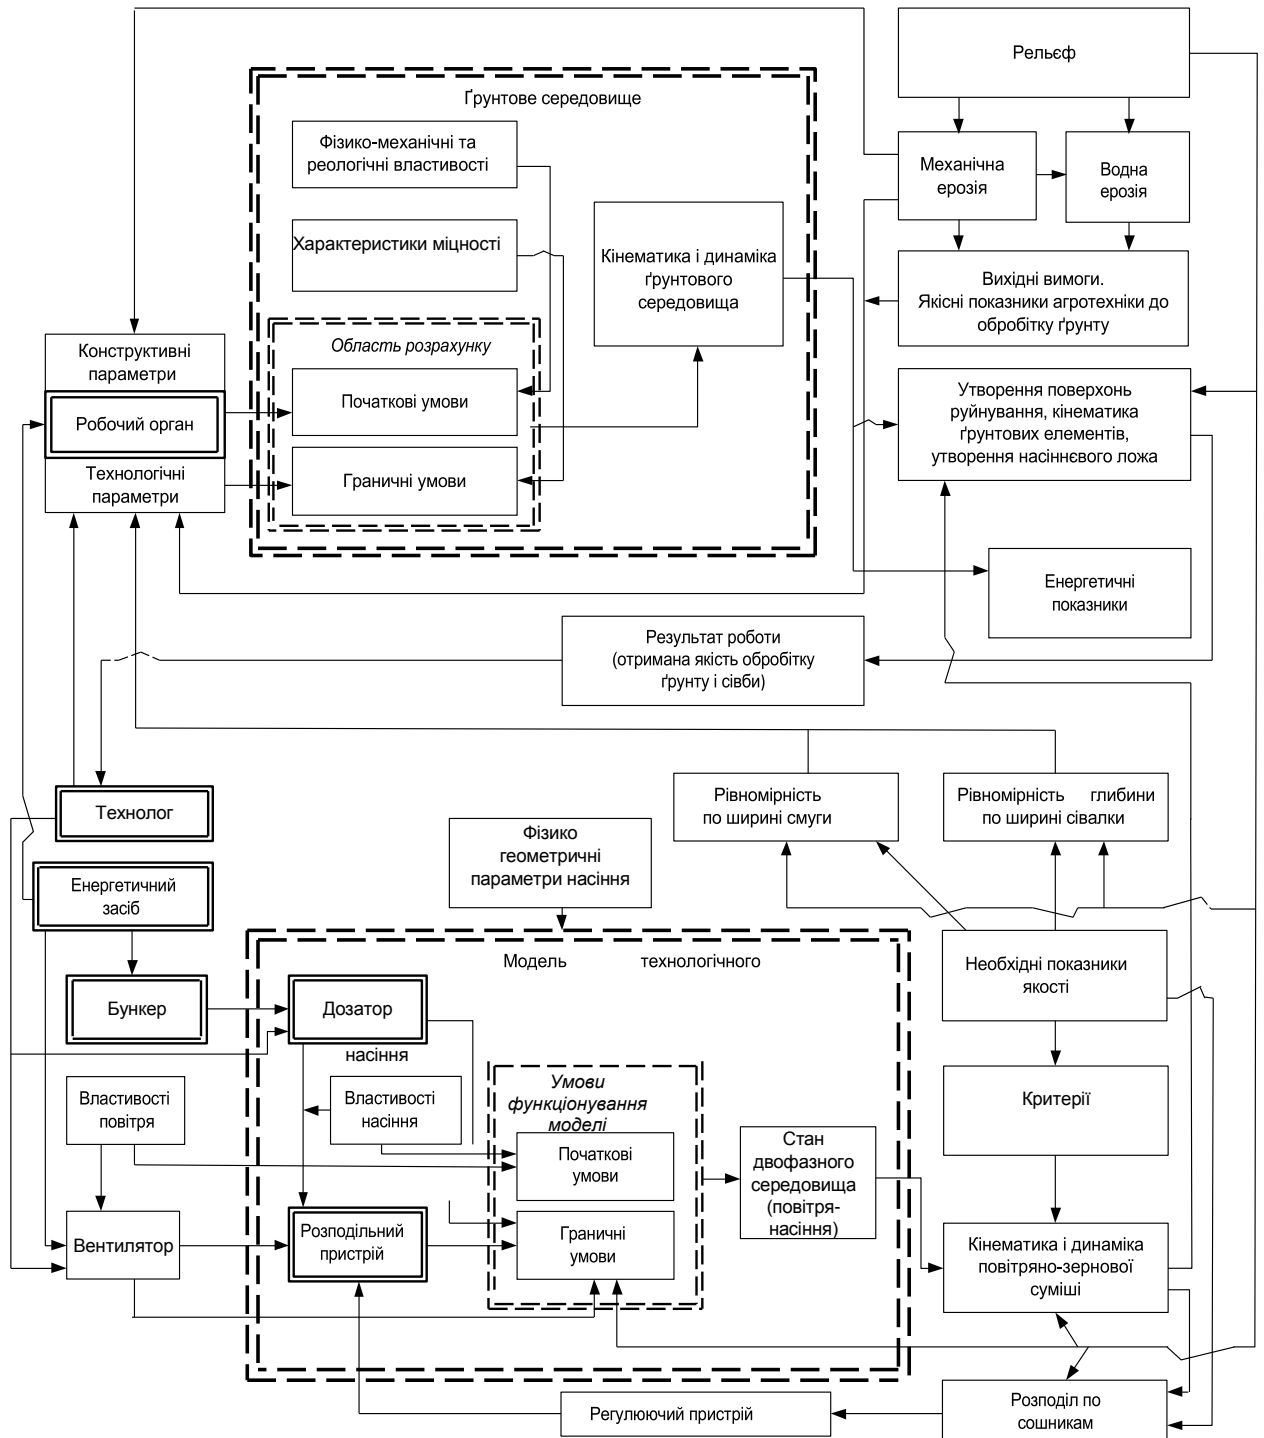 Рельєф
Ґрунтове середовище
Фізико-механічні та
реологічні властивості
Механічна
ерозія
Водна
ерозія
Характеристики міцності
Кінематика і динаміка
ґрунтового
середовища
Вихідні вимоги.
Якісні показники агротехніки до
обробітку ґрунту
Область розрахунку
Конструктивні
параметри
Робочий орган
Технологічні
параметри
Початкові умови
Граничні умови
Утворення поверхонь
руйнування, кінематика
ґрунтових елементів,
утворення насіннєвого ложа
Енергетичні
показники
Результат роботи
(отримана якість обробітку
ґрунту і сівби)
Технолог
Рівномірність
по ширині смуги
Рівномірність глибини
по ширині сівалки
Фізико
геометричні
параметри насіння
Енергетичний
засіб
Модель технологічного
Необхідні показники
якості
Бункер
Дозатор
насіння
Властивості
повітря
Властивості
насіння
Умови
функціонування
моделі
Початкові
умови
Граничні
умови
Стан
двофазного
середовища
(повітря-
насіння)
Критерії
Вентилятор
Розподільний
пристрій
Кінематика і динаміка
повітряно-зернової
суміші
Регулюючий пристрій
Розподіл по
сошникам